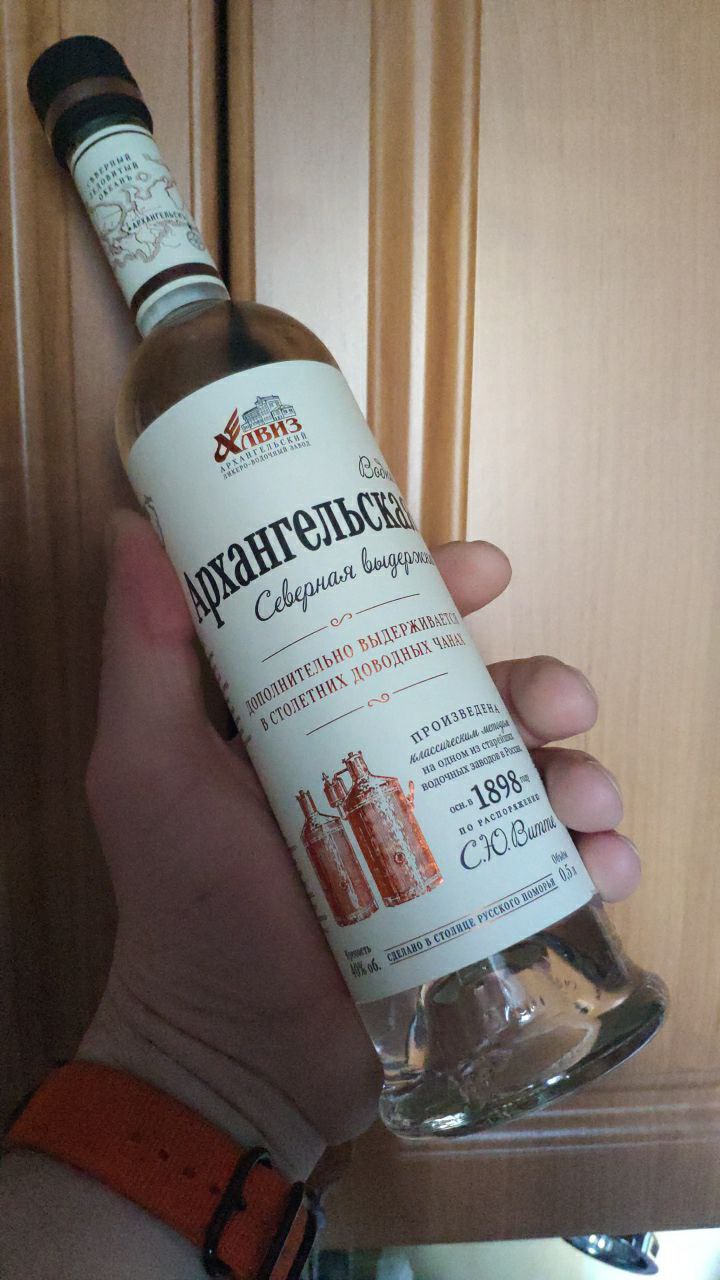 СЕВЕРНЫЙ
ЛЕДОВИТЫЙ
ОКЕАНЪ
АРХАНГЕЛЬСК
АЛВИЗ
АРХАНГЕЛЬСКИЙ
ЛИКЕРО-ВОДОЧНЫЙ ЗАВОД
Архангельская
Северная выдержка
ДОПОЛНИТЕЛЬНО ВЫДЕРЖИВАЕТСЯ
В СТОЛЕТНИХ ДОВОДНЫХ ЧАНАХ
ПРОИЗВЕДЕНА
классическим методом
на одном из старейших
водочных заводов в России,
осн. в 1898 году
ПО РАСПОРЯЖЕНИЮ
С.Ю.Витте
Крепость
40% об.
Объём
0,5 л
СДЕЛАНО В СТОЛИЦЕ РУССКОГО ПОМОРЬЯ